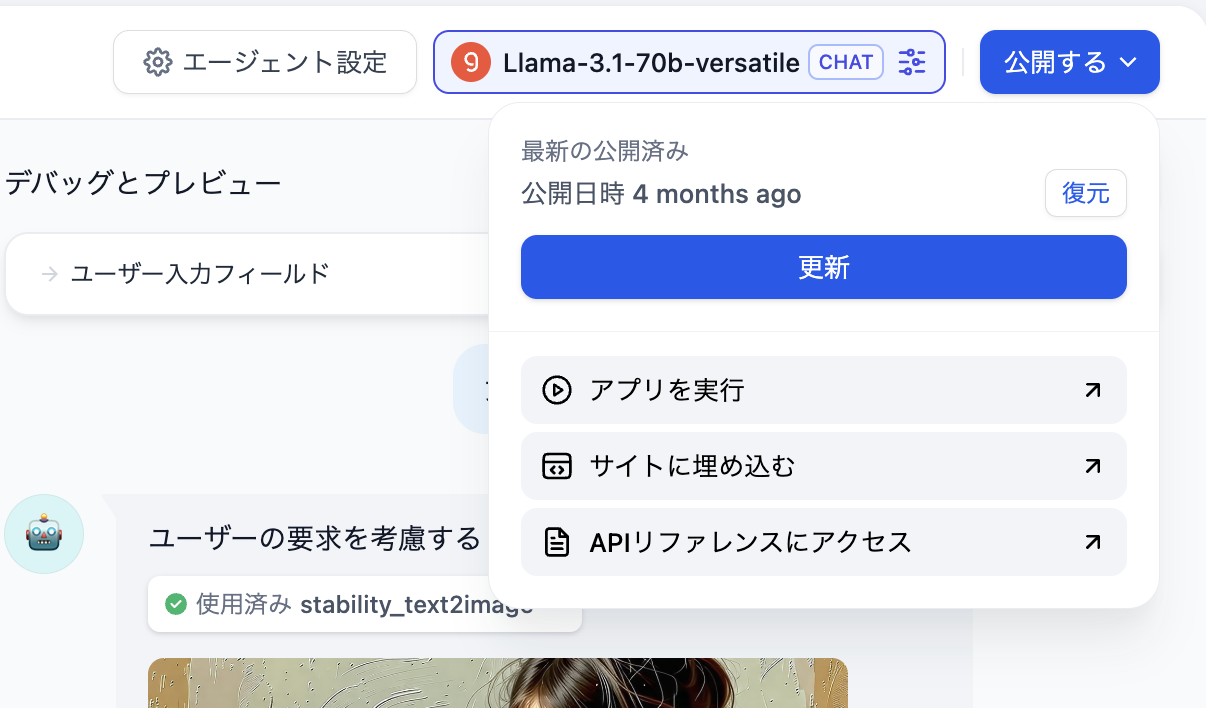 エージェント設定
Llama-3.1-70b-versatile CHAT
公開する
最新の公開済み
公開日時 4 months ago
復元
更新
アプリを実行
サイトに埋め込む
APIリファレンスにアクセス
デバッグとプレビュー
ユーザー入力フィールド
ユーザーの要求を考慮する
使用済み stability_text2image